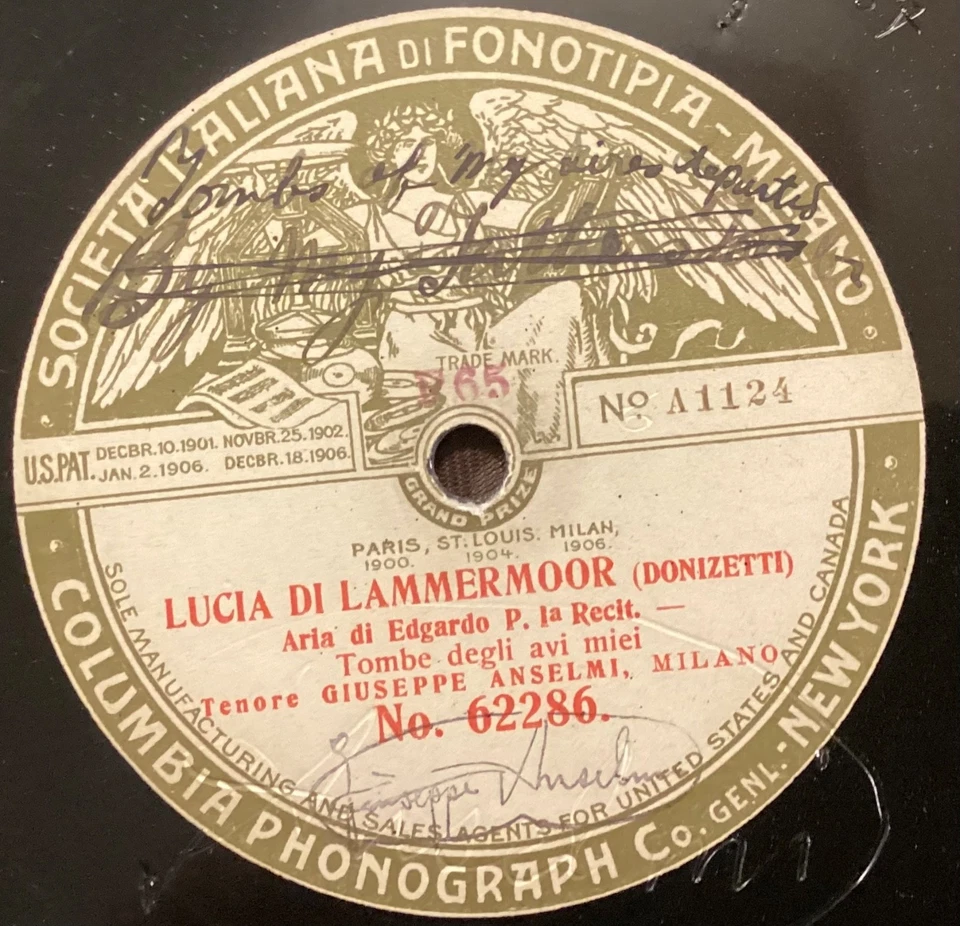 SOCIETÀ ITALIANA DI FONOTIPIA - MILANO
Tombs of my sires departed
TRADE MARK.
F65
No. A1124
U.S.PAT. DECBR.10.1901. NOVBR.25.1902.
JAN.2.1906. DECBR.18.1906.
GRAND PRIZE
PARIS, ST. LOUIS. MILAN,
1900. 1904. 1906.
LUCIA DI LAMMERMOOR (DONIZETTI)
Aria di Edgardo P. Ia Recit. —
Tombe degli avi miei
Tenore GIUSEPPE ANSELMI, MILANO
No. 62286.
Giuseppe Anselmi
SOLE MANUFACTURING AND SALES AGENTS FOR UNITED STATES AND CANADA
COLUMBIA PHONOGRAPH Co. GENL. - NEW YORK